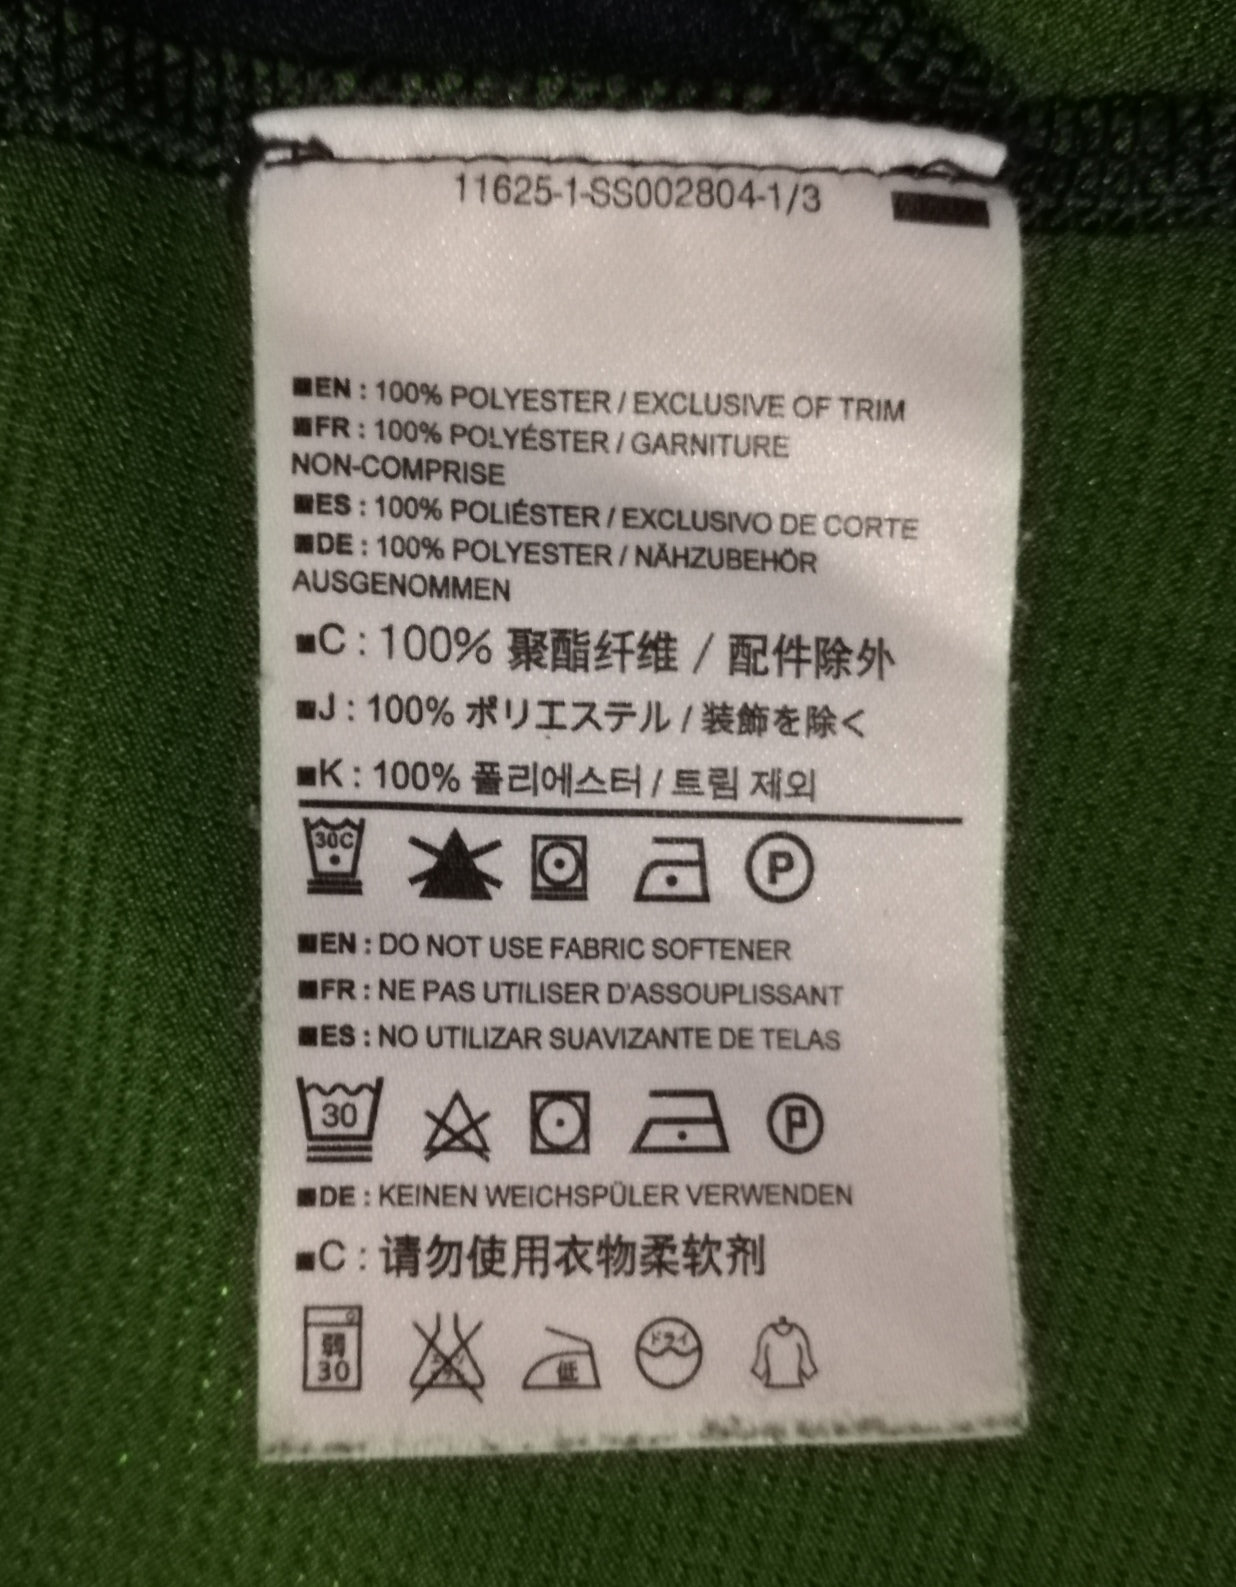 11625-1-SS002804-1/3
■EN : 100% POLYESTER / EXCLUSIVE OF TRIM
■FR : 100% POLYÉSTER / GARNITURE
NON-COMPRISE
■ES : 100% POLIÉSTER / EXCLUSIVO DE CORTE
■DE : 100% POLYESTER / NÄHZUBEHÖR
AUSGENOMMEN
■C : 100% 聚酯纤维 / 配件除外
■J : 100% ポリエステル / 装飾を除く
■K : 100% 폴리에스터 / 트림 제외
30C P
■EN : DO NOT USE FABRIC SOFTENER
■FR : NE PAS UTILISER D'ASSOUPLISSANT
■ES : NO UTILIZAR SUAVIZANTE DE TELAS
30 P
■DE : KEINEN WEICHSPÜLER VERWENDEN
■C : 请勿使用衣物柔软剂
弱 低 ドライ
30